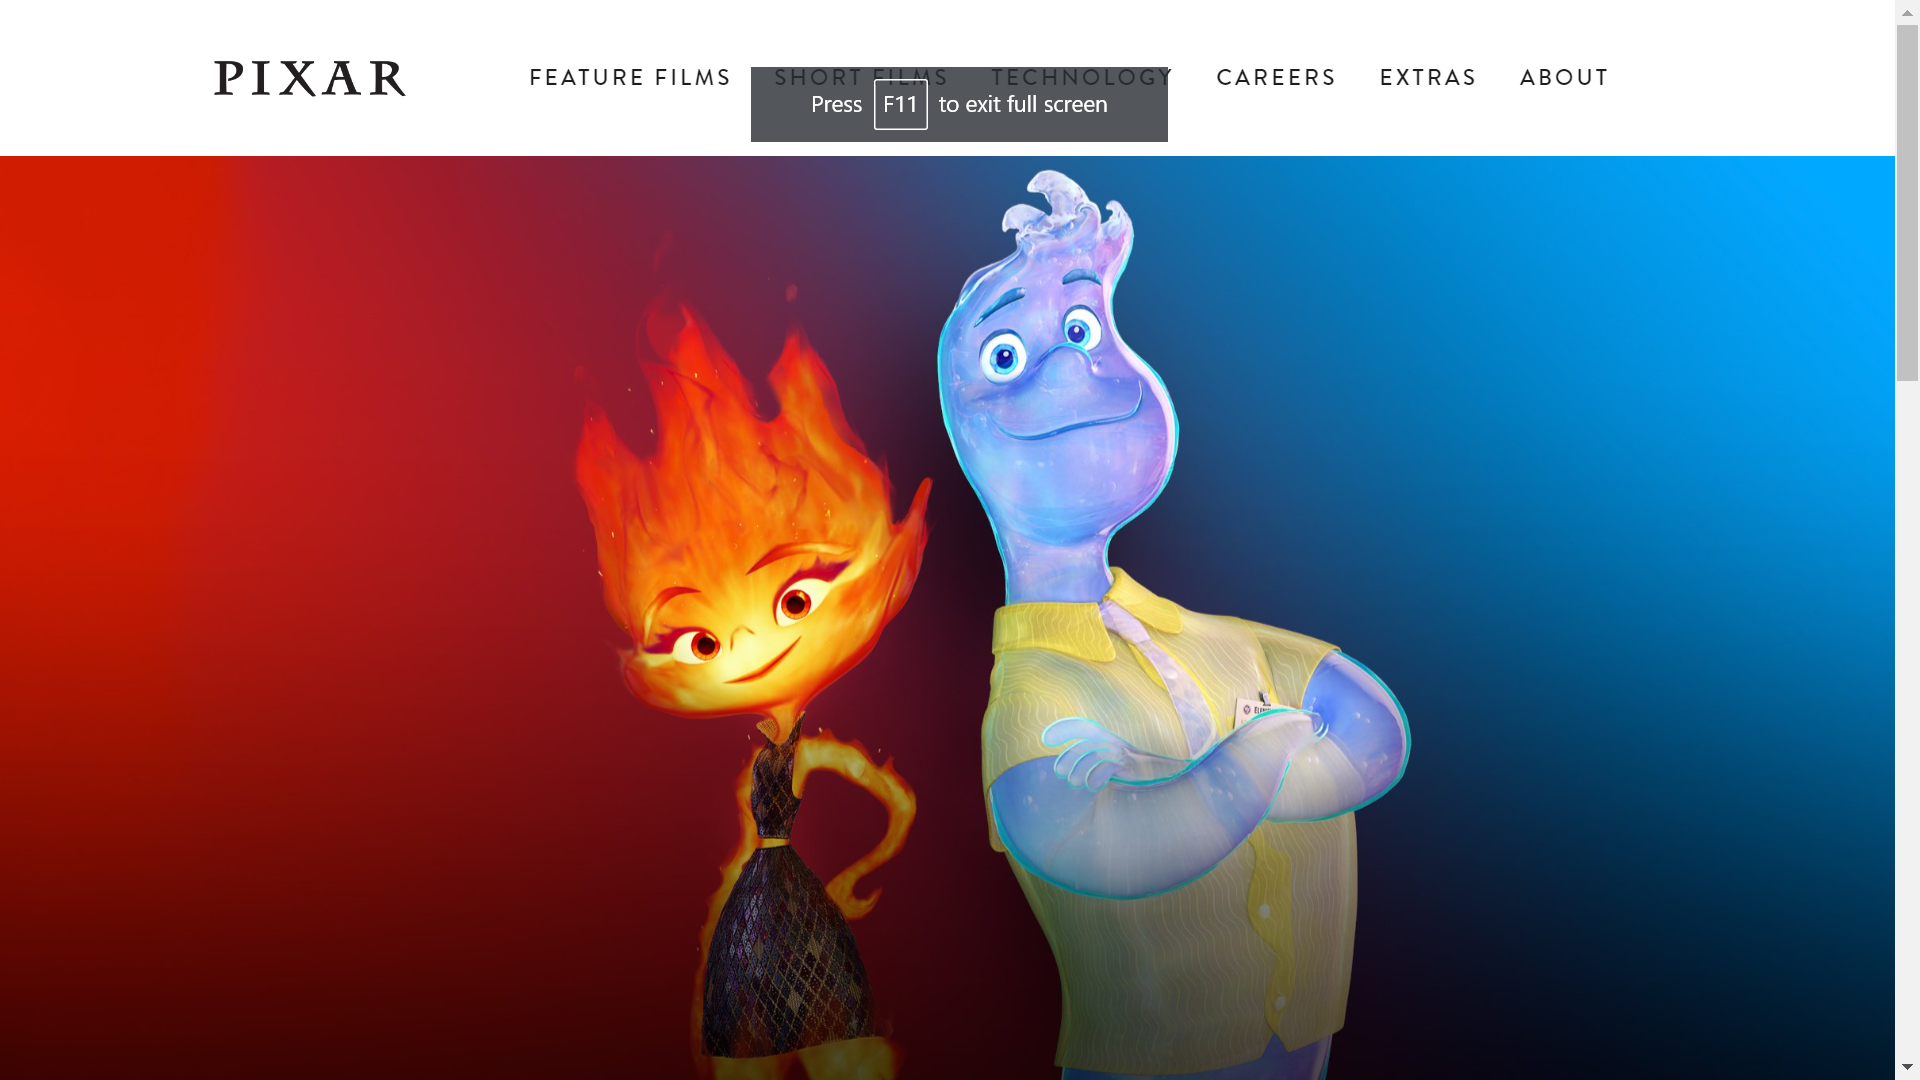 PIXAR
FEATURE FILMS
SHORT FILMS
TECHNOLOGY
CAREERS
EXTRAS
ABOUT
Press F11 to exit full screen